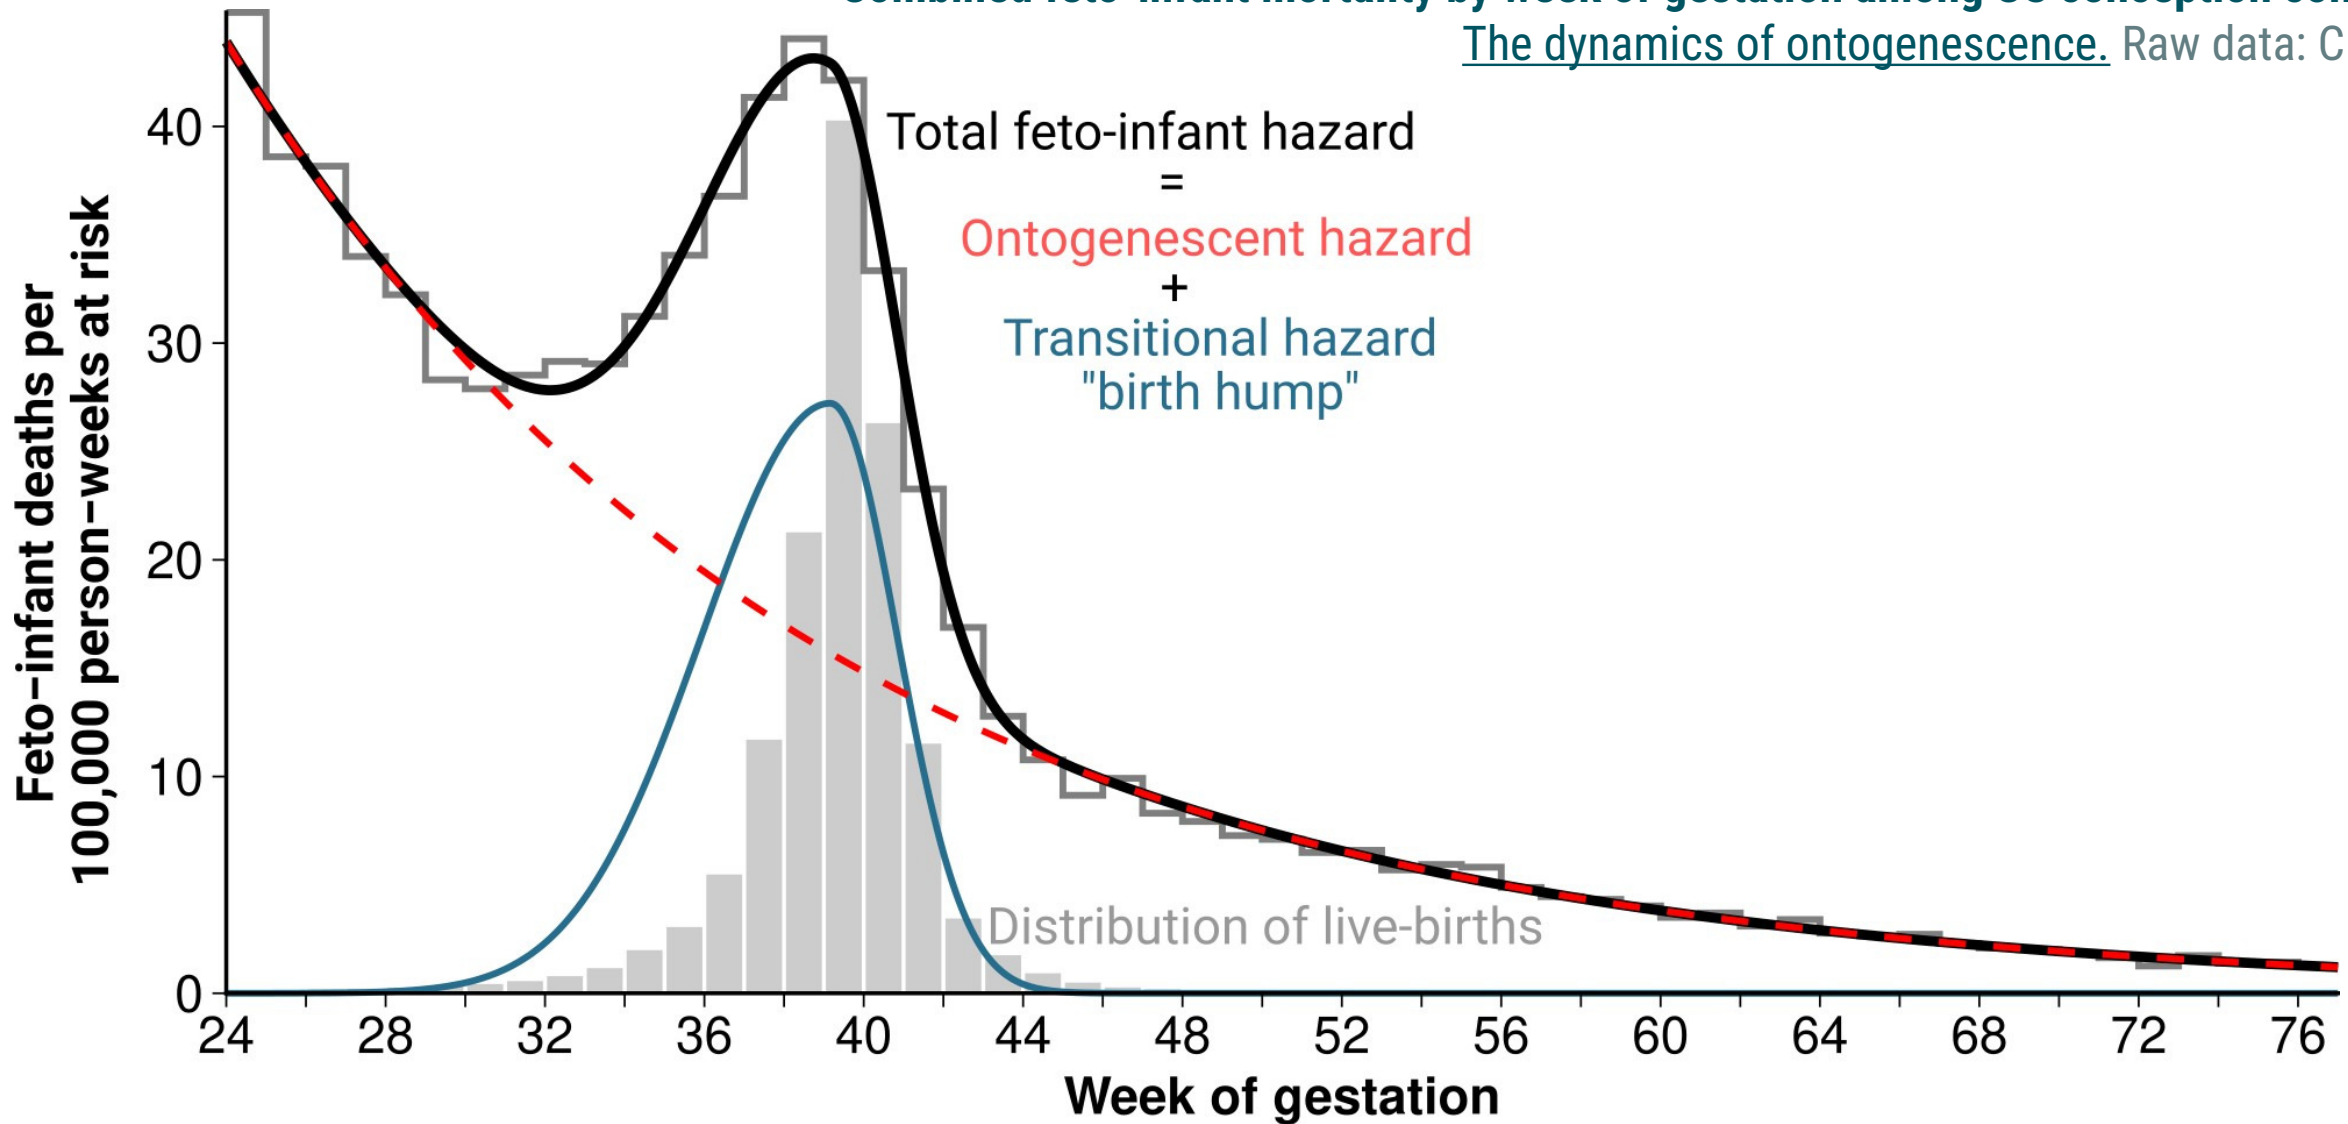 The dynamics of ontogenescence. Raw data: C
40
30
20
10
0
Feto-infant deaths per
100,000 person-weeks at risk
Total feto-infant hazard
=
Ontogenescent hazard
+
Transitional hazard
"birth hump"
Distribution of live-births
24 28 32 36 40 44 48 52 56 60 64 68 72 76
Week of gestation